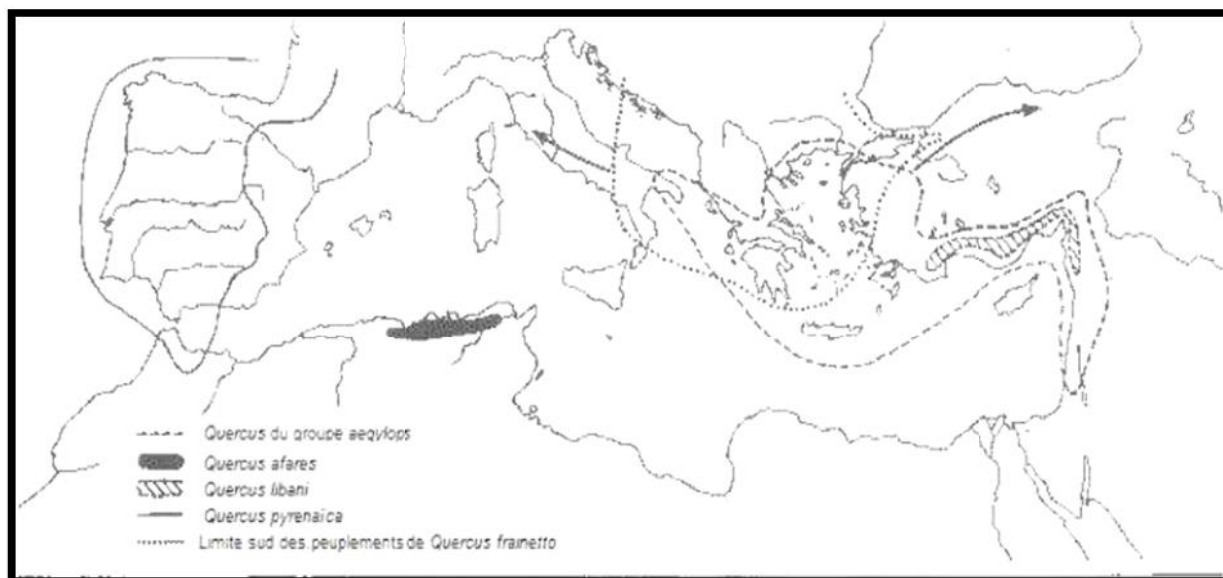 Quercus du groupe aegylops
Quercus afares
Quercus libani
Quercus pyrenaica
Limite sud des peuplements de Quercus frainetto